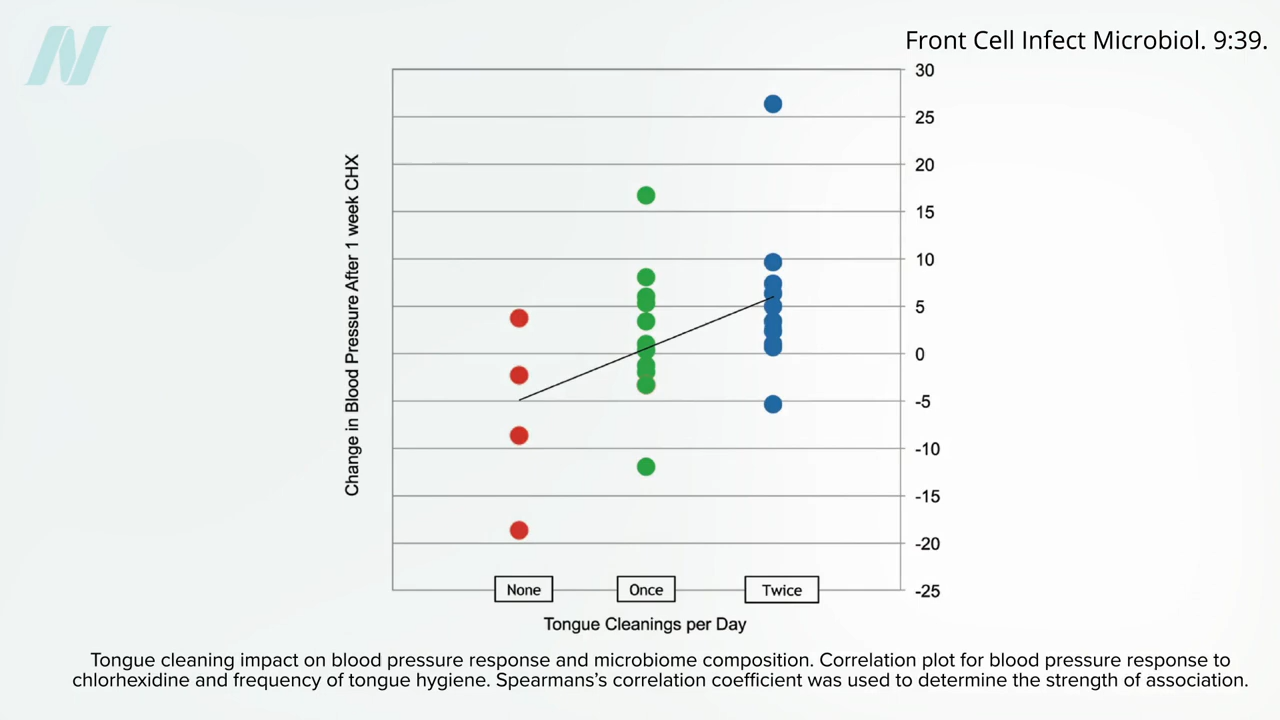 Front Cell Infect Microbiol. 9:39.
Change in Blood Pressure After 1 week CHX
30
25
20
15
10
5
0
-5
-10
-15
-20
-25
None
Once
Twice
Tongue Cleanings per Day
Tongue cleaning impact on blood pressure response and microbiome composition. Correlation plot for blood pressure response to
chlorhexidine and frequency of tongue hygiene. Spearmans's correlation coefficient was used to determine the strength of association.